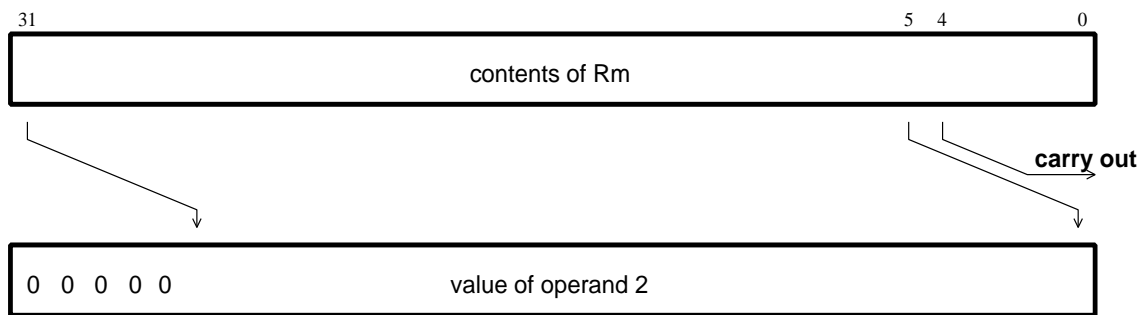 31 5 4 0
contents of Rm
carry out
0 0 0 0 0 value of operand 2